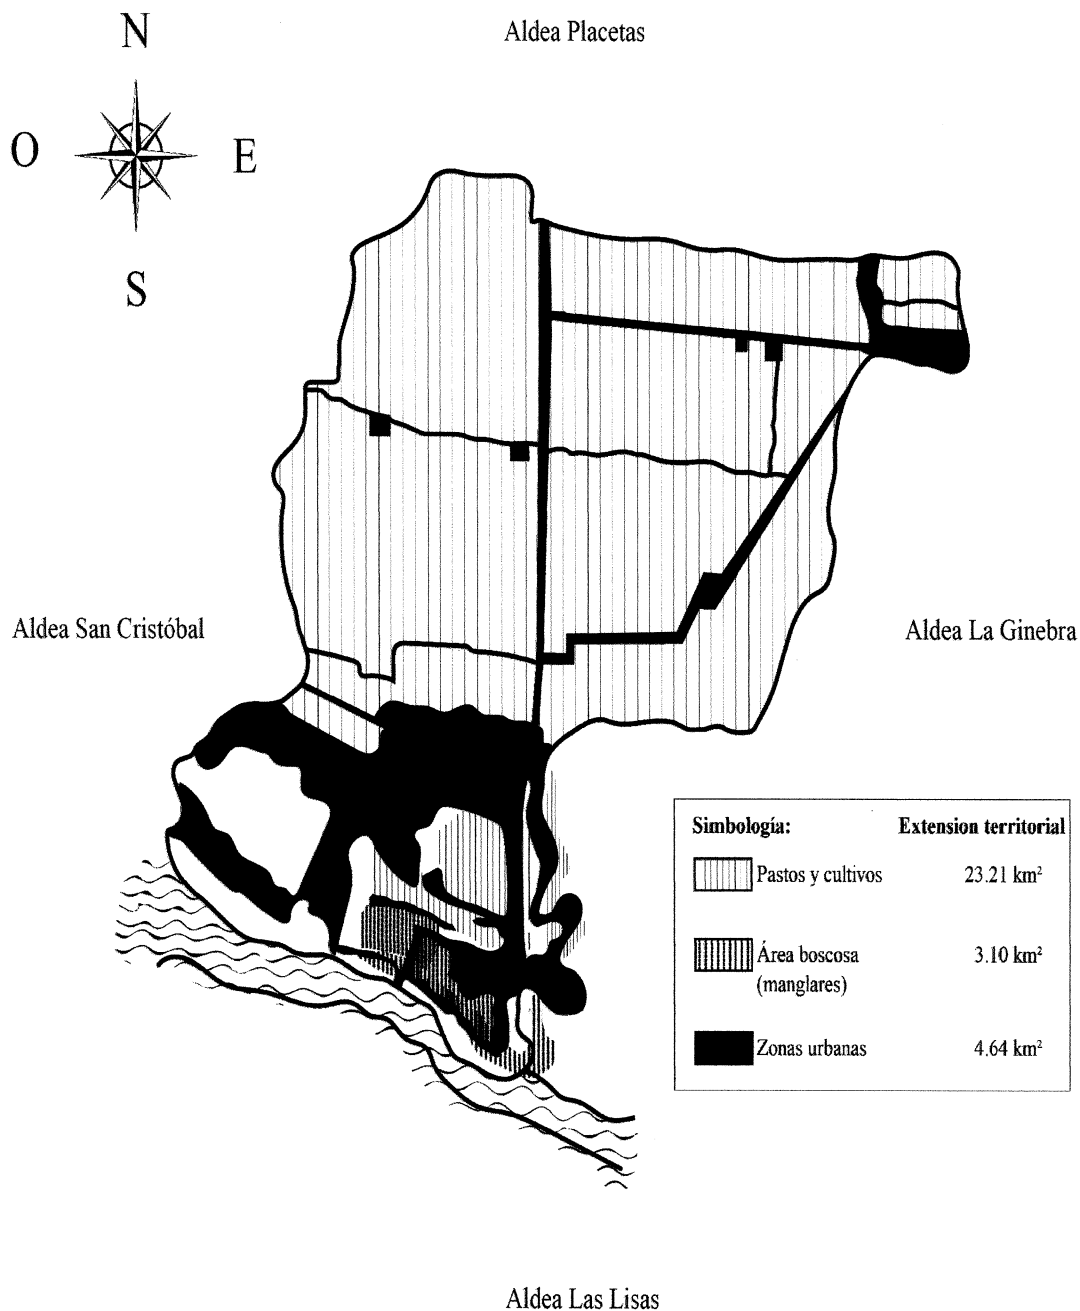 N
Aldea Placetas
O
E
S
Aldea San Cristóbal
Aldea La Ginebra
Simbología: Extension territorial
Pastos y cultivos 23.21 km²
Área boscosa 3.10 km²
(manglares)
Zonas urbanas 4.64 km²
Aldea Las Lisas